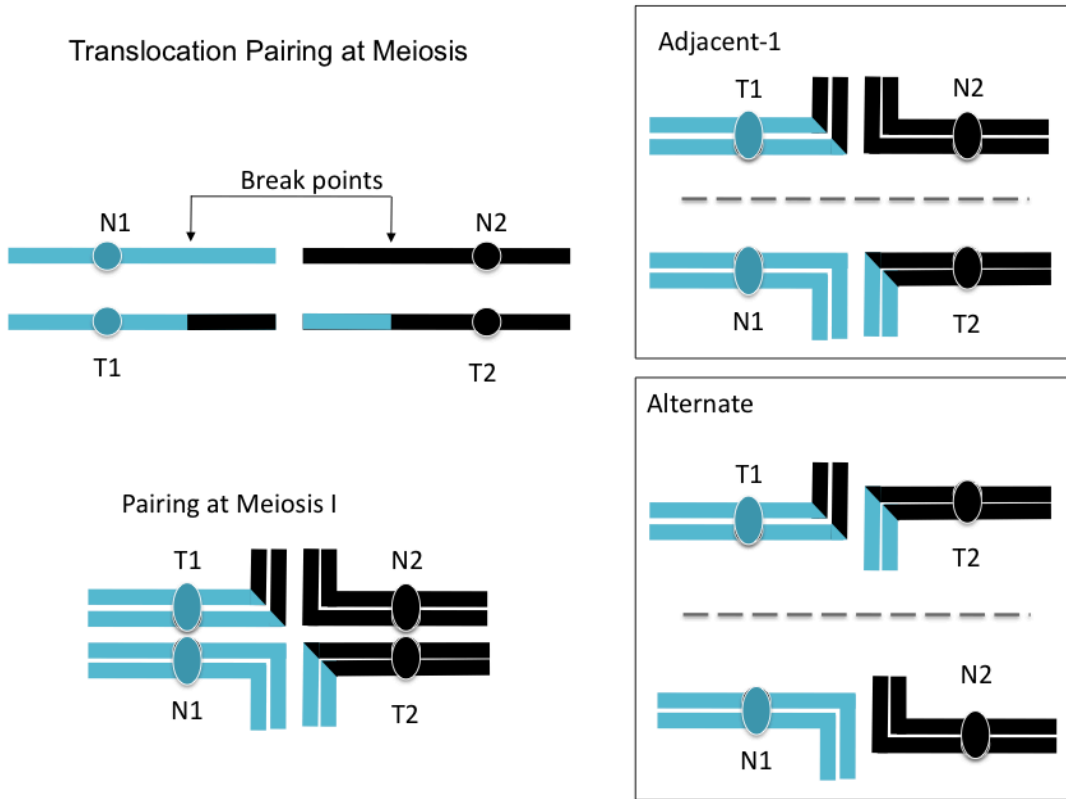 Translocation Pairing at Meiosis
Break points
N1
N2
T1
T2
Pairing at Meiosis I
T1
N2
N1
T2
Adjacent-1
T1
N2
N1
T2
Alternate
T1
T2
N2
N1